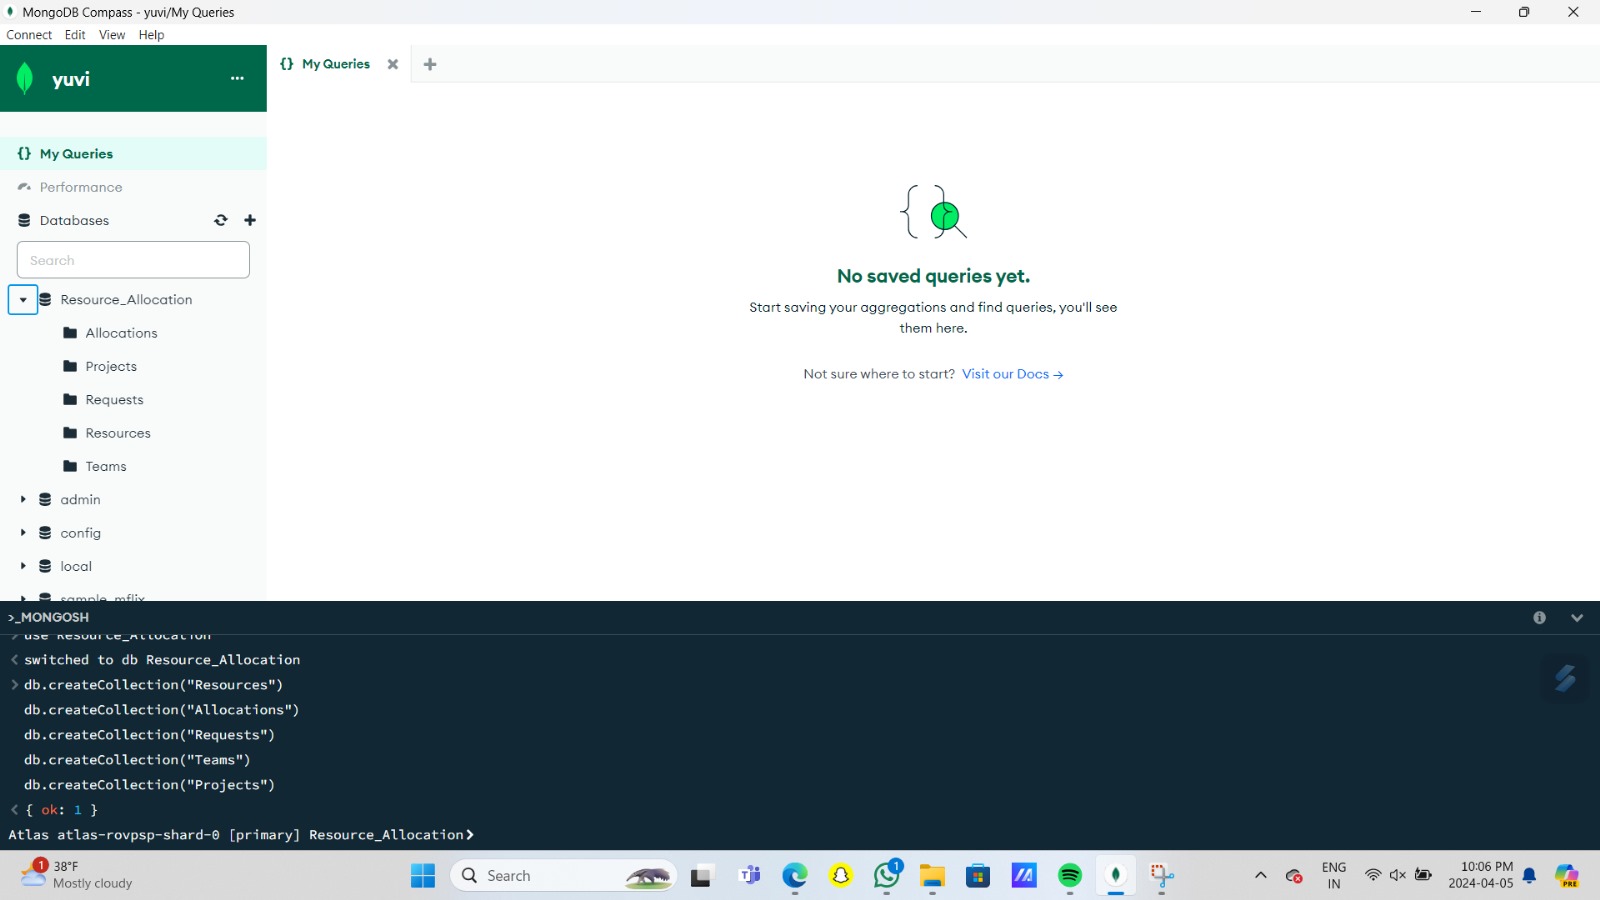 MongoDB Compass - yuvi/My Queries
Connect Edit View Help
yuvi
{} My Queries
{} My Queries
Performance
Databases
Search
Resource_Allocation
Allocations
Projects
Requests
Resources
Teams
admin
config
local
sample_mflix
No saved queries yet.
Start saving your aggregations and find queries, you'll see
them here.
Not sure where to start? Visit our Docs →
>_MONGOSH
> use Resource_Allocation
< switched to db Resource_Allocation
> db.createCollection("Resources")
db.createCollection("Allocations")
db.createCollection("Requests")
db.createCollection("Teams")
db.createCollection("Projects")
< { ok: 1 }
Atlas atlas-rovpsp-shard-0 [primary] Resource_Allocation>
1
38°F
Mostly cloudy
Search
1
ENG
IN
10:06 PM
2024-04-05
PRE